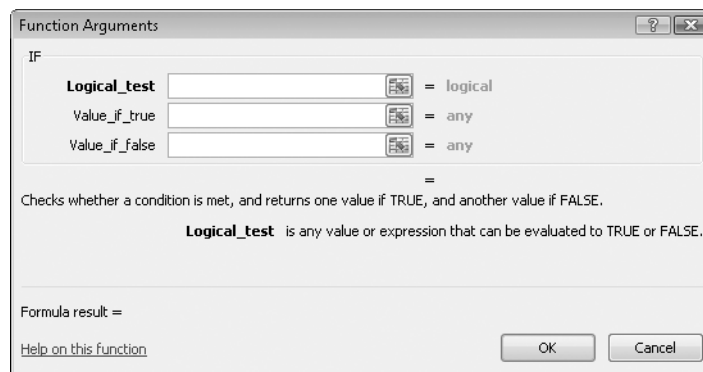 Function Arguments
?
IF
Logical_test = logical
Value_if_true = any
Value_if_false = any
=
Checks whether a condition is met, and returns one value if TRUE, and another value if FALSE.
Logical_test is any value or expression that can be evaluated to TRUE or FALSE.
Formula result =
Help on this function
OK
Cancel